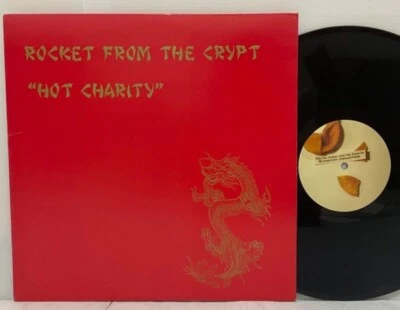 ROCKET FROM THE CRYPT
"HOT CHARITY"